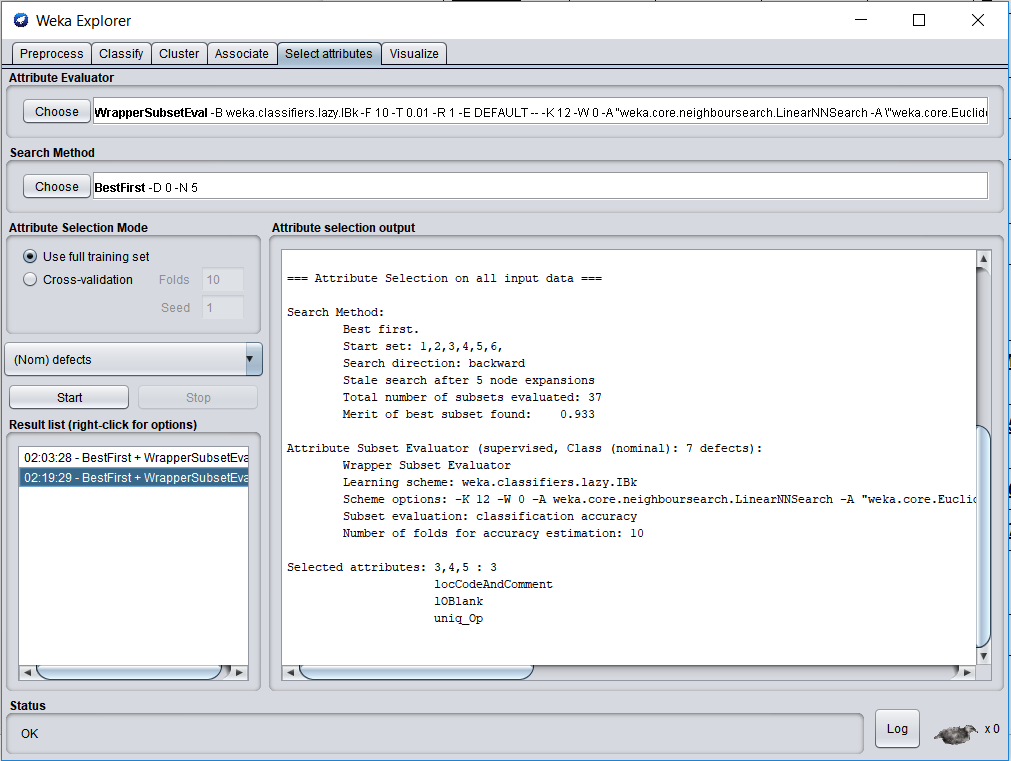 Weka Explorer
Preprocess Classify Cluster Associate Select attributes Visualize
Attribute Evaluator
Choose WrapperSubsetEval -B weka.classifiers.lazy.IBk -F 10 -T 0.01 -R 1 -E DEFAULT -- -K 12 -W 0 -A "weka.core.neighboursearch.LinearNNSearch -A \"weka.core.Euclid
Search Method
Choose BestFirst -D 0 -N 5
Attribute Selection Mode
Use full training set
Cross-validation Folds 10
Seed 1
(Nom) defects
Start Stop
Result list (right-click for options)
02:03:28 - BestFirst + WrapperSubsetEva
02:19:29 - BestFirst + WrapperSubsetEva
Attribute selection output
=== Attribute Selection on all input data ===
Search Method:
Best first.
Start set: 1,2,3,4,5,6,
Search direction: backward
Stale search after 5 node expansions
Total number of subsets evaluated: 37
Merit of best subset found: 0.933
Attribute Subset Evaluator (supervised, Class (nominal): 7 defects):
Wrapper Subset Evaluator
Learning scheme: weka.classifiers.lazy.IBk
Scheme options: -K 12 -W 0 -A weka.core.neighboursearch.LinearNNSearch -A "weka.core.Euclid
Subset evaluation: classification accuracy
Number of folds for accuracy estimation: 10
Selected attributes: 3,4,5 : 3
locCodeAndComment
lOBlank
uniq_Op
Status
OK
Log
x 0